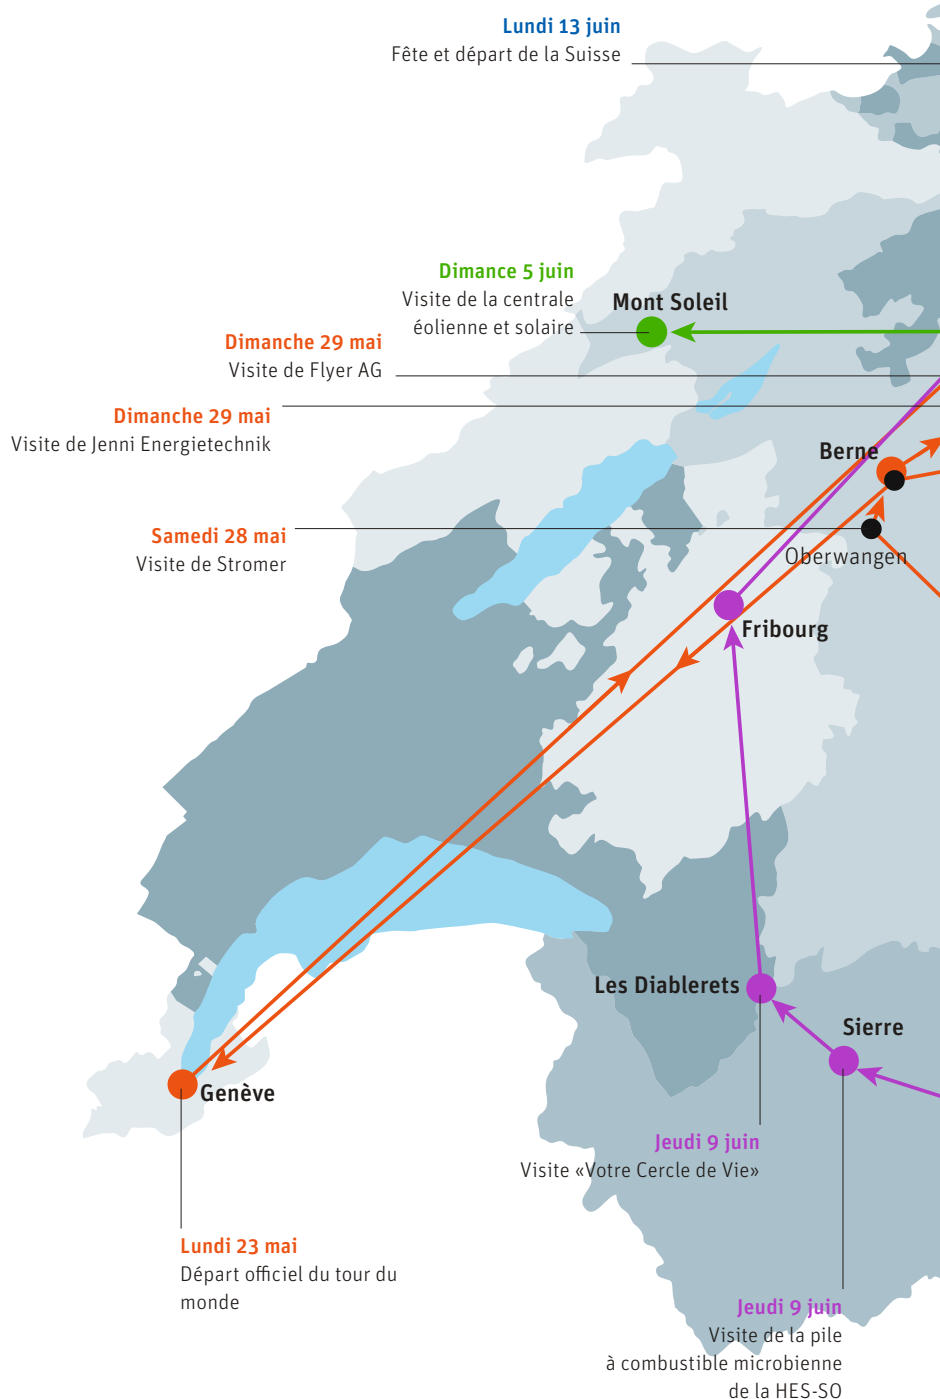 Lundi 13 juin
Fête et départ de la Suisse
Dimance 5 juin
Visite de la centrale
éolienne et solaire
Mont Soleil
Dimanche 29 mai
Visite de Flyer AG
Dimanche 29 mai
Visite de Jenni Energietechnik
Berne
Samedi 28 mai
Visite de Stromer
Oberwangen
Fribourg
Les Diablerets
Sierre
Genève
Jeudi 9 juin
Visite «Votre Cercle de Vie»
Lundi 23 mai
Départ officiel du tour du
monde
Jeudi 9 juin
Visite de la pile
à combustible microbienne
de la HES-SO